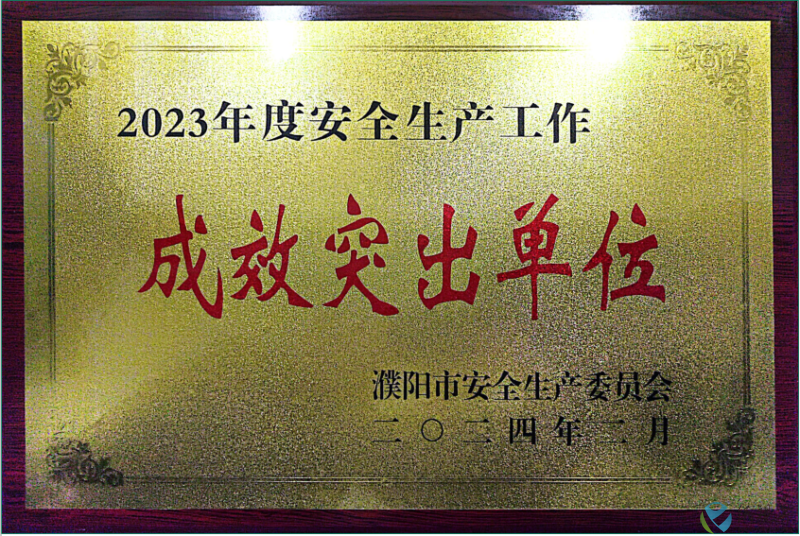 2023年度安全生产工作
成效突出单位
濮阳市安全生产委员会
二〇二四年二月